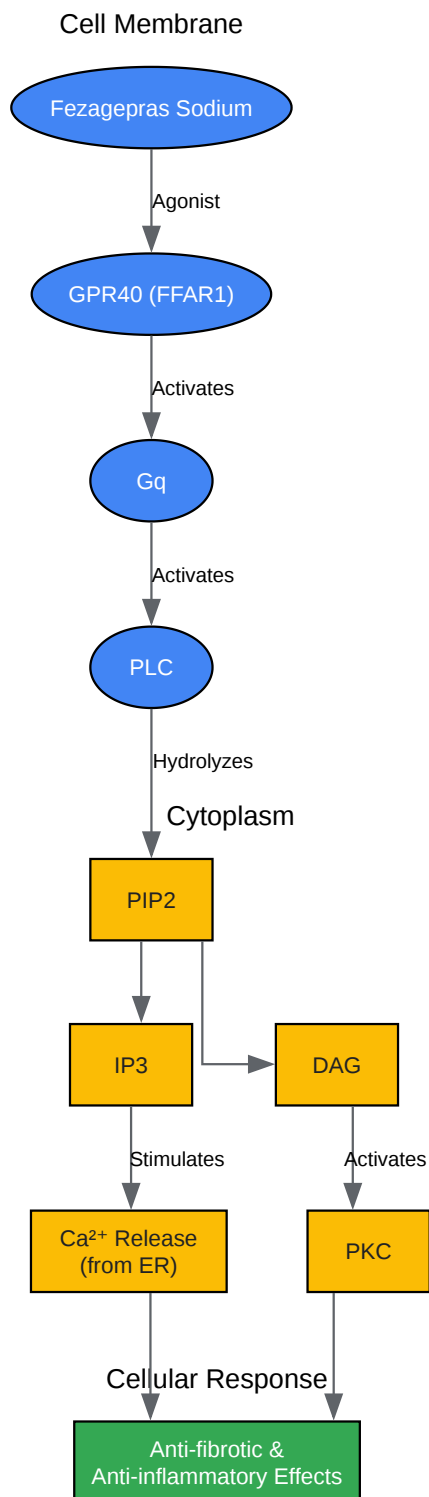 Cell Membrane
Fezagepras Sodium
Agonist
GPR40 (FFAR1)
Activates
Gq
Activates
PLC
Hydrolyzes
Cytoplasm
PIP2
IP3
DAG
Stimulates
Activates
Ca²⁺ Release
(from ER)
PKC
Cellular Response
Anti-fibrotic &
Anti-inflammatory Effects